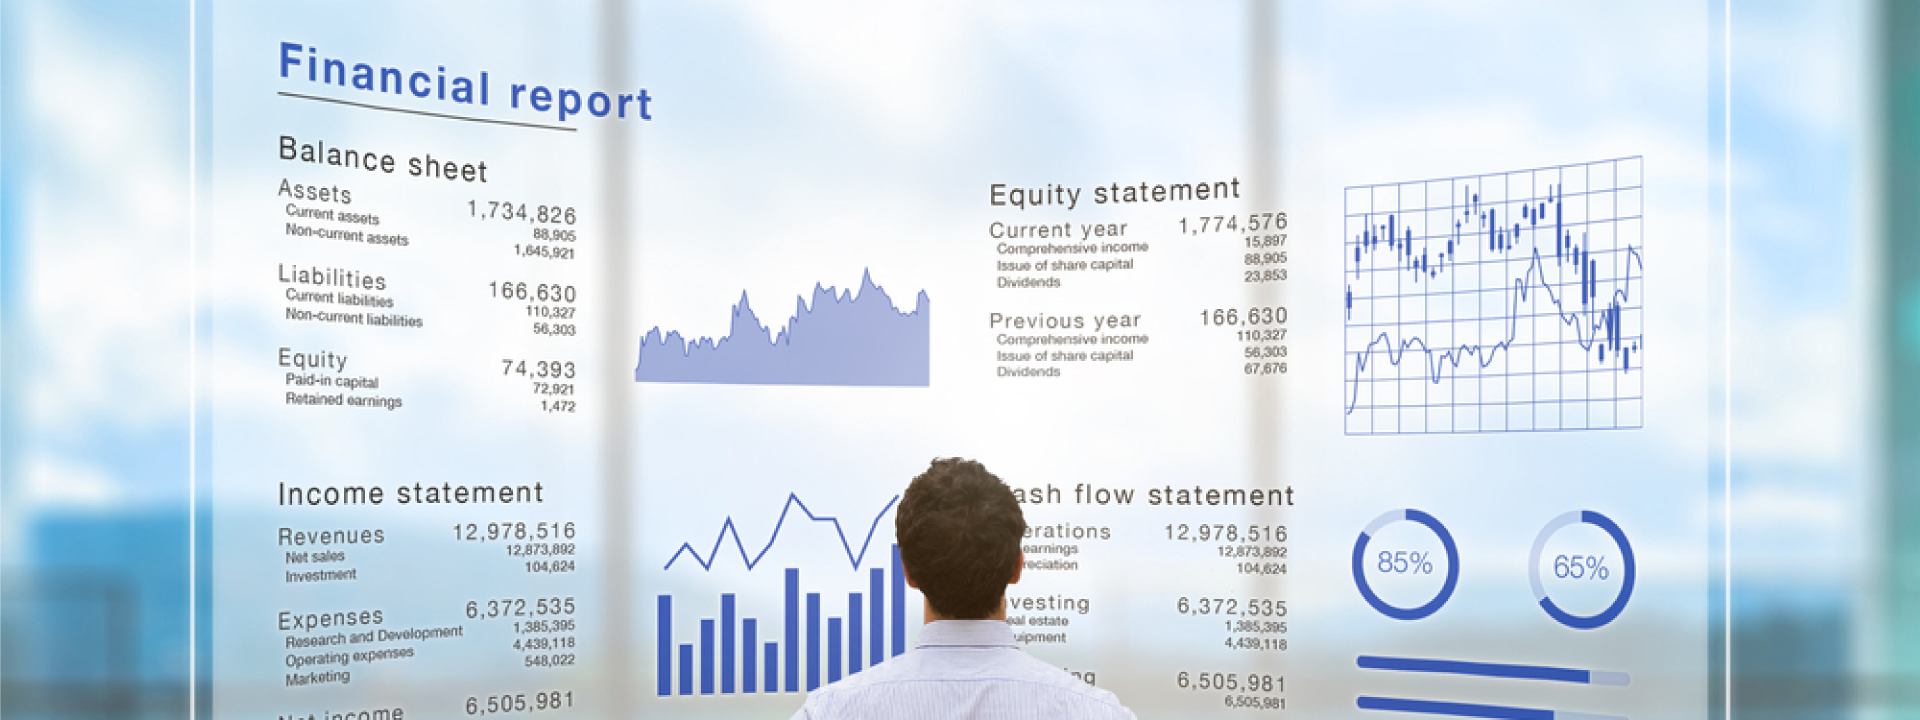 Financial report
Balance sheet
Assets 1,734,826
Current assets 88,905
Non-current assets 1,645,921
Liabilities 166,630
Current liabilities 110,327
Non-current liabilities 56,303
Equity 74,393
Paid-in capital 72,921
Retained earnings 1,472
Income statement
Revenues 12,978,516
Net sales 12,873,892
Investment 104,624
Expenses 6,372,535
Research and Development 1,385,395
Operating expenses 4,439,118
Marketing 548,022
Net income 6,505,981
Equity statement
Current year 1,774,576
Comprehensive income 15,897
Issue of share capital 88,905
Dividends 23,853
Previous year 166,630
Comprehensive income 110,327
Issue of share capital 56,303
Dividends 67,676
ash flow statement
erations 12,978,516
earnings 12,873,892
reciation 104,624
vesting 6,372,535
eal estate 1,385,395
uipment 4,439,118
ng 6,505,981
6,505,981
85%
65%